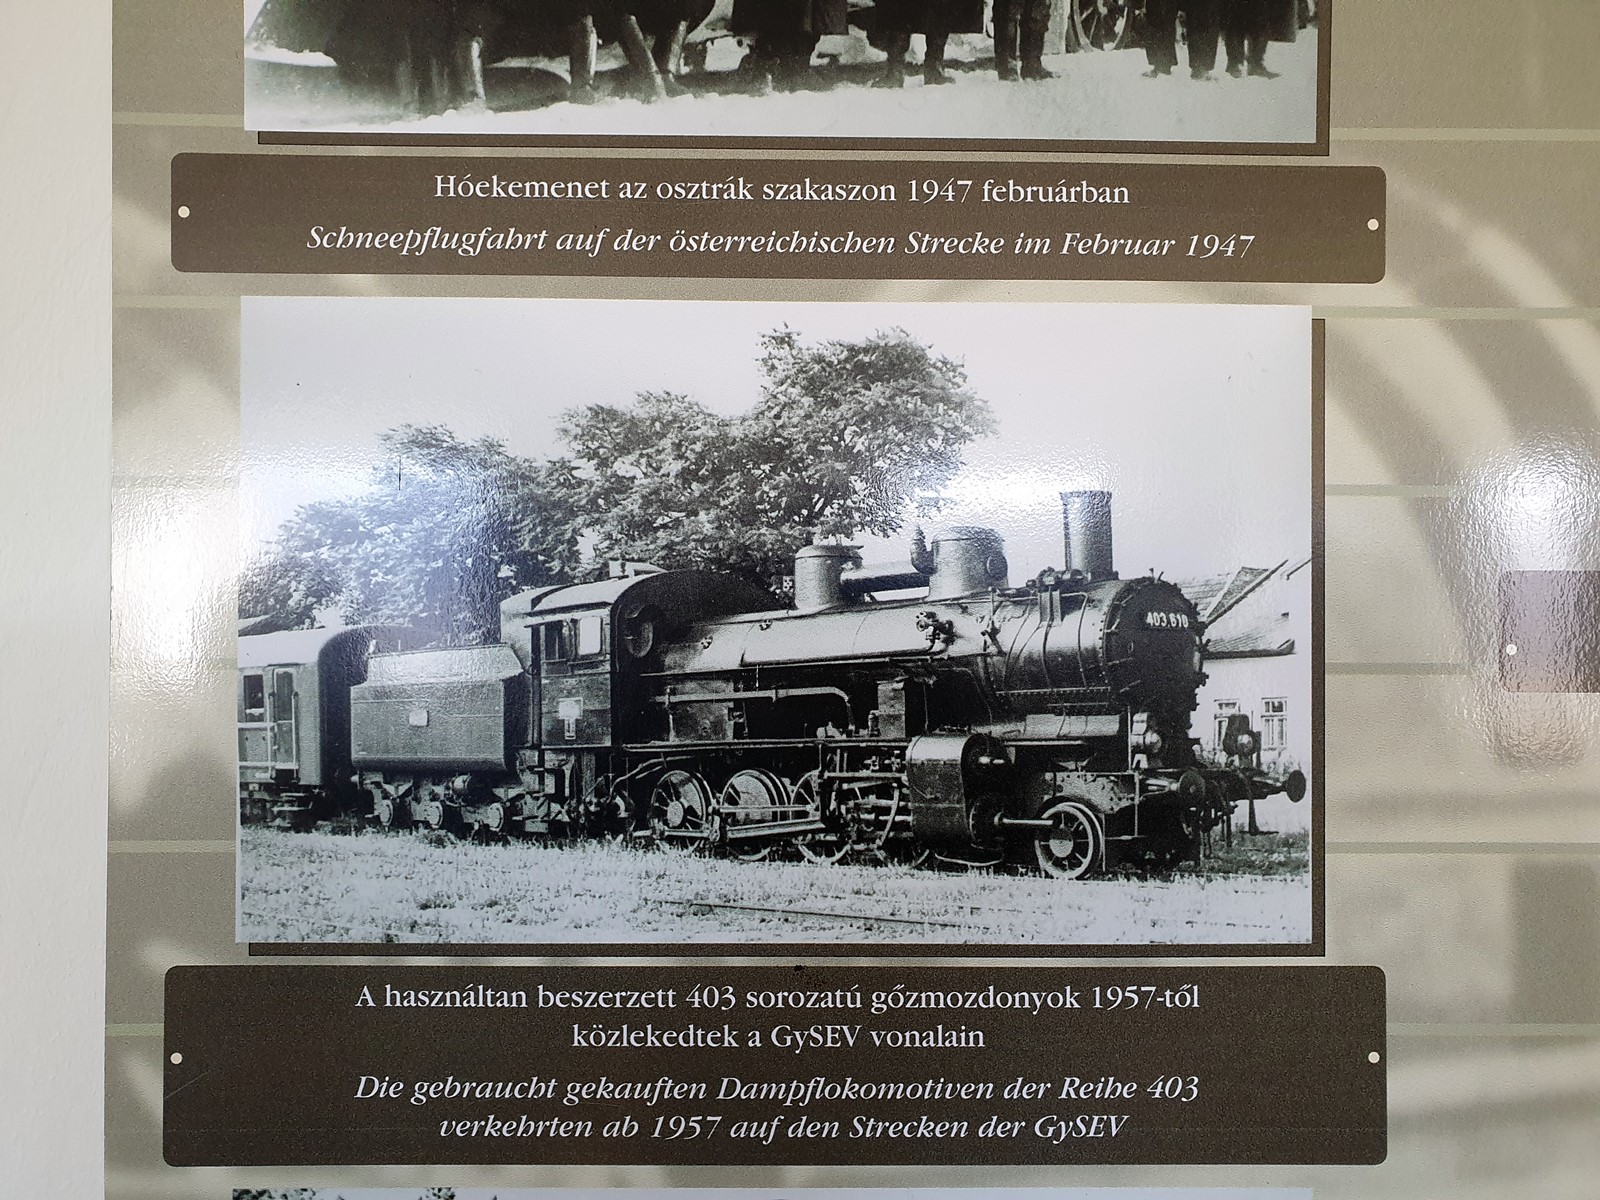 Hóekemenet az osztrák szakaszon 1947 februárban
Schneepflugfahrt auf der österreichischen Strecke im Februar 1947
403.610
A használtan beszerzett 403 sorozatú gőzmozdonyok 1957-től
közlekedtek a GySEV vonalain
Die gebraucht gekauften Dampflokomotiven der Reihe 403
verkehrten ab 1957 auf den Strecken der GySEV